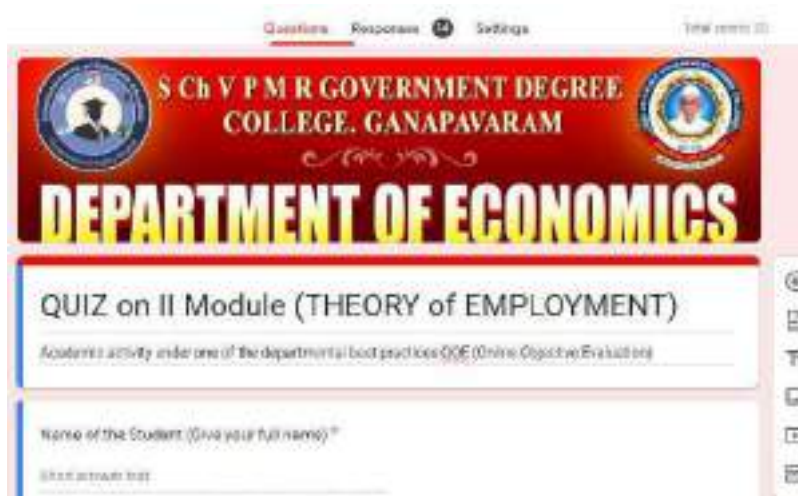 Questions Responses Settings
S Ch V P M R GOVERNMENT DEGREE
COLLEGE. GANAPAVARAM
DEPARTMENT OF ECONOMICS
QUIZ on II Module (THEORY of EMPLOYMENT)
Academic activity under one of the departmental best practices OOE (Online Objective Evaluation)
Name of the Student (Give your full name) *
Short answer text